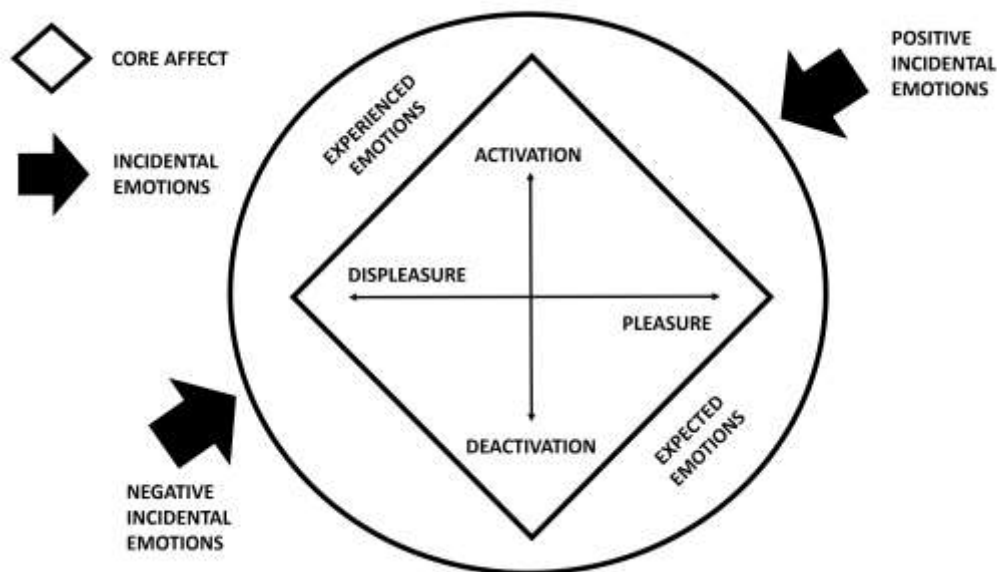 CORE AFFECT
INCIDENTAL
EMOTIONS
EXPERIENCED
EMOTIONS
POSITIVE
INCIDENTAL
EMOTIONS
ACTIVATION
DISPLEASURE
PLEASURE
DEACTIVATION
EXPECTED
EMOTIONS
NEGATIVE
INCIDENTAL
EMOTIONS